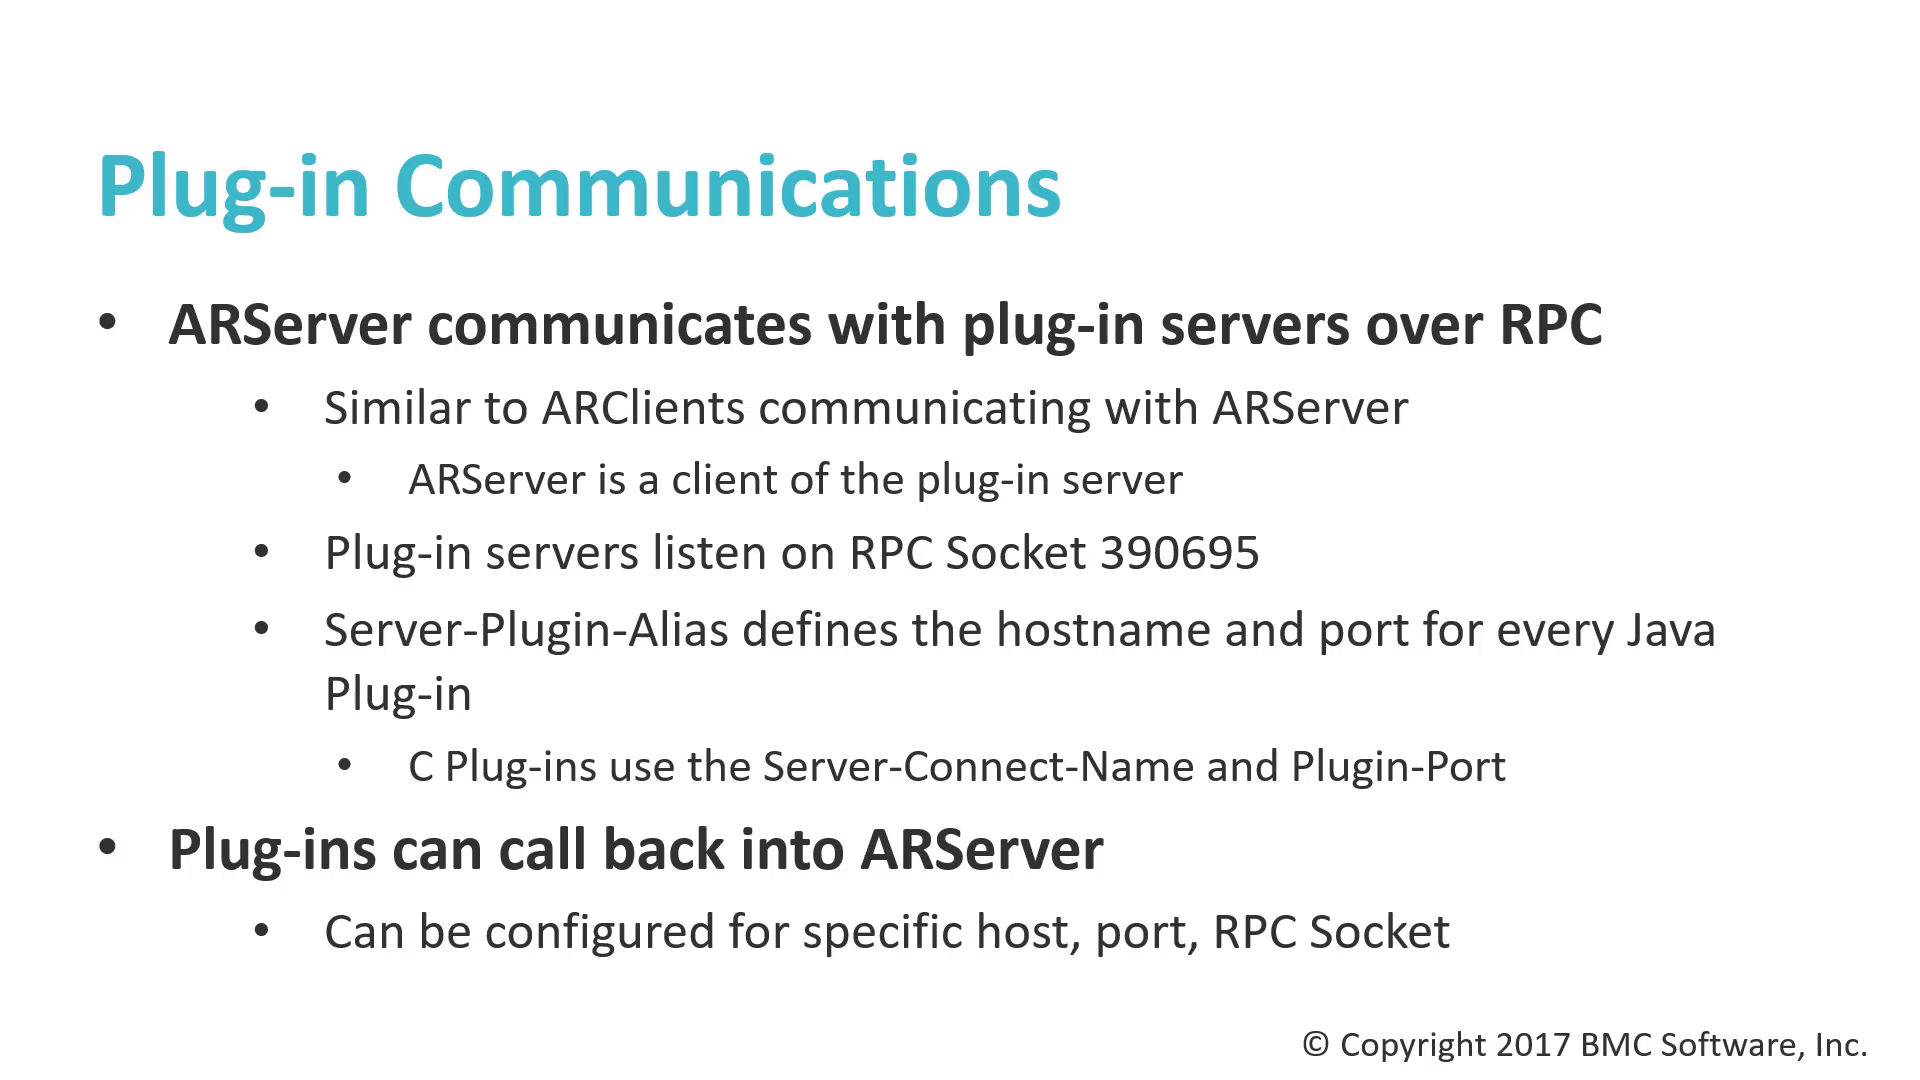 Plug-in Communications
• ARServer communicates with plug-in servers over RPC
• Similar to ARClients communicating with ARServer
• ARServer is a client of the plug-in server
• Plug-in servers listen on RPC Socket 390695
• Server-Plugin-Alias defines the hostname and port for every Java
Plug-in
• C Plug-ins use the Server-Connect-Name and Plugin-Port
• Plug-ins can call back into ARServer
• Can be configured for specific host, port, RPC Socket
© Copyright 2017 BMC Software, Inc.